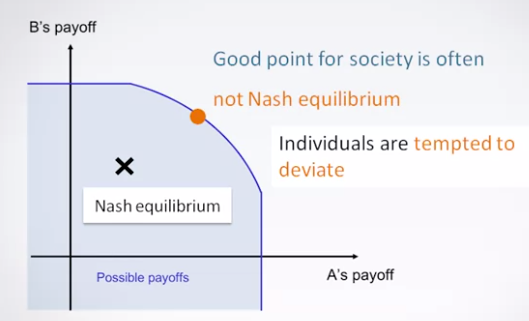 B's payoff
Good point for society is often
not Nash equilibrium
Individuals are tempted to
deviate
Nash equilibrium
Possible payoffs
A's payoff